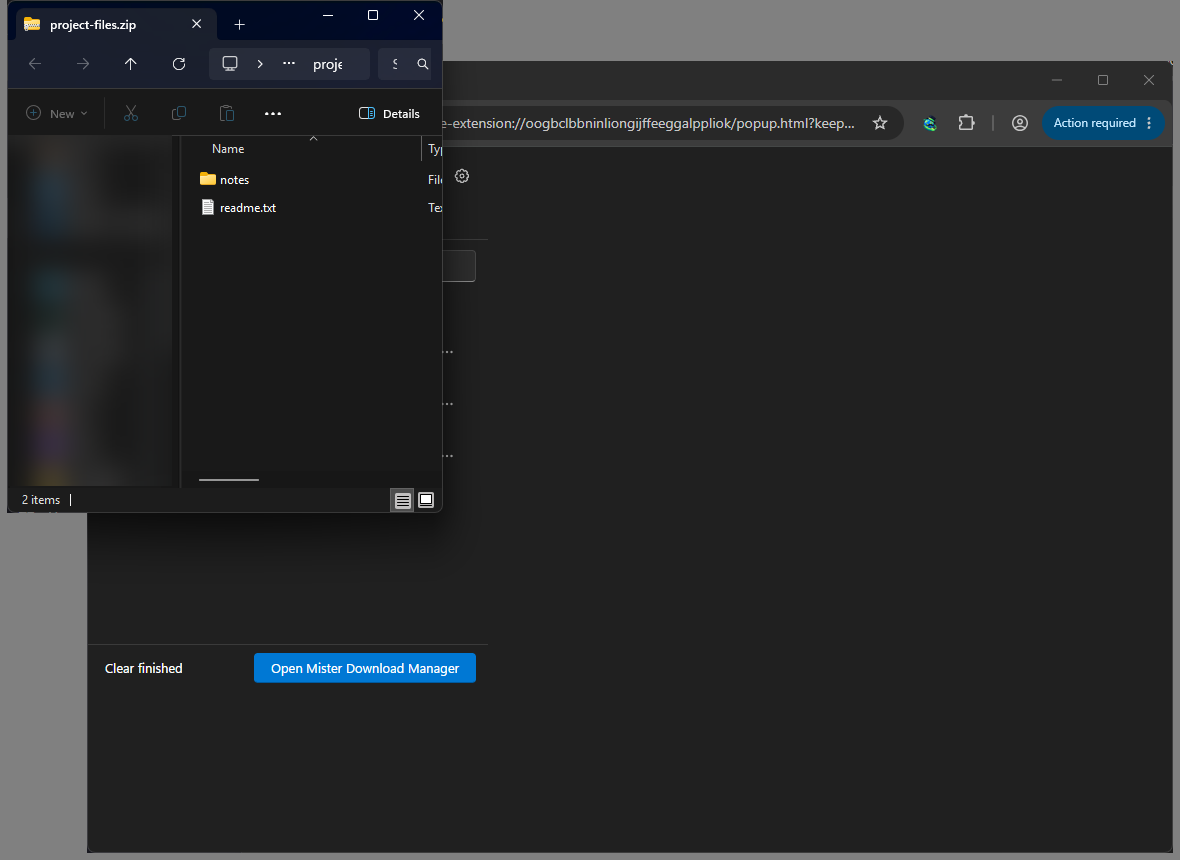 project-files.zip
proje
S
New
Details
e-extension://oogbclbbninliongijffeeggalppliok/popup.html?keep...
Action required
Name
Typ
notes
File
readme.txt
Tex
...
...
...
2 items
Clear finished
Open Mister Download Manager